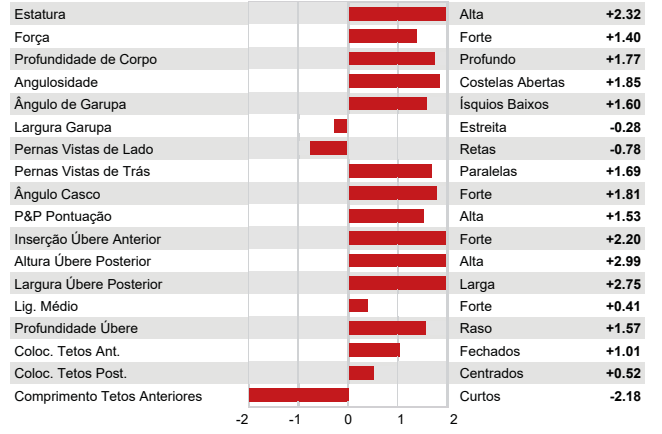 Estatura Alta +2.32
Força Forte +1.40
Profundidade de Corpo Profundo +1.77
Angulosidade Costelas Abertas +1.85
Ângulo de Garupa Ísquios Baixos +1.60
Largura Garupa Estreita -0.28
Pernas Vistas de Lado Retas -0.78
Pernas Vistas de Trás Paralelas +1.69
Ângulo Casco Forte +1.81
P&P Pontuação Alta +1.53
Inserção Úbere Anterior Forte +2.20
Altura Úbere Posterior Alta +2.99
Largura Úbere Posterior Larga +2.75
Lig. Médio Forte +0.41
Profundidade Úbere Raso +1.57
Coloc. Tetos Ant. Fechados +1.01
Coloc. Tetos Post. Centrados +0.52
Comprimento Tetos Anteriores Curtos -2.18
-2 -1 0 1 2